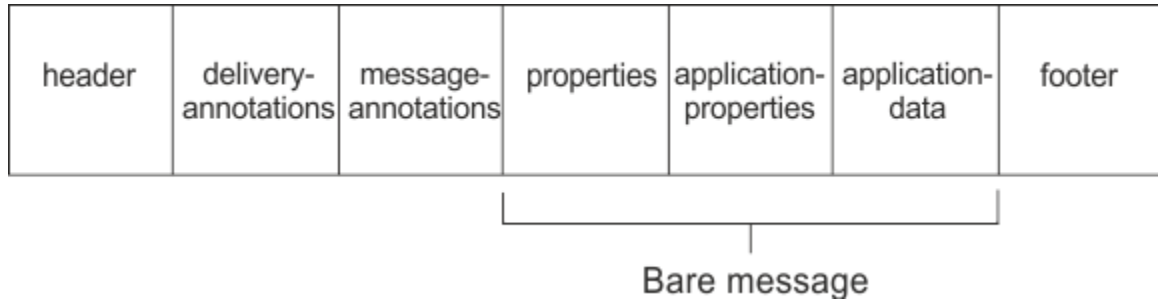 header
delivery-
annotations
message-
annotations
properties
application-
properties
application-
data
footer
Bare message